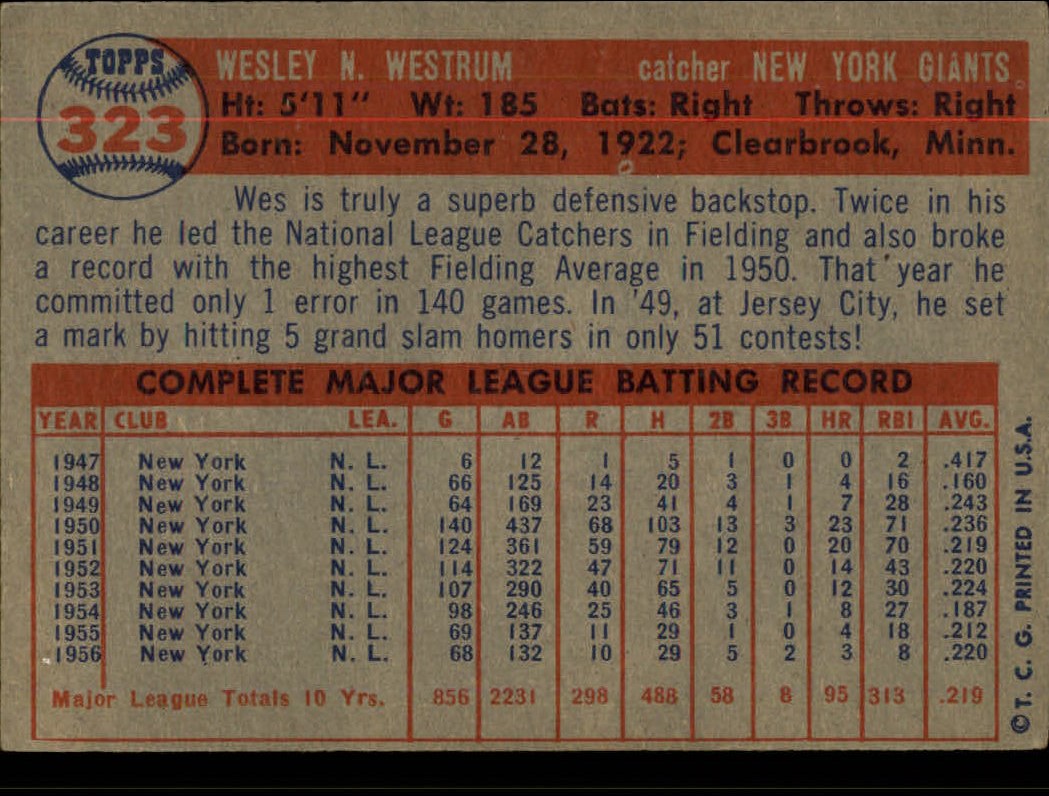 TOPPS
323
WESLEY N. WESTRUM catcher NEW YORK GIANTS
Ht: 5'11" Wt: 185 Bats: Right Throws: Right
Born: November 28, 1922; Clearbrook, Minn.
Wes is truly a superb defensive backstop. Twice in his
career he led the National League Catchers in Fielding and also broke
a record with the highest Fielding Average in 1950. That year he
committed only 1 error in 140 games. In '49, at Jersey City, he set
a mark by hitting 5 grand slam homers in only 51 contests!
COMPLETE MAJOR LEAGUE BATTING RECORD
YEAR CLUB LEA. G AB R H 2B 3B HR RBI AVG.
1947 New York N. L. 6 12 1 5 1 0 0 2 .417
1948 New York N. L. 66 125 14 20 3 1 4 16 .160
1949 New York N. L. 64 169 23 41 4 1 7 28 .243
1950 New York N. L. 140 437 68 103 13 3 23 71 .236
1951 New York N. L. 124 361 59 79 12 0 20 70 .219
1952 New York N. L. 114 322 47 71 11 0 14 43 .220
1953 New York N. L. 107 290 40 65 5 0 12 30 .224
1954 New York N. L. 98 246 25 46 3 1 8 27 .187
1955 New York N. L. 69 137 11 29 1 0 4 18 .212
1956 New York N. L. 68 132 10 29 5 2 3 8 .220
Major League Totals 10 Yrs. 856 2231 298 488 58 8 95 313 .219
©T. C. G. PRINTED IN U.S.A.